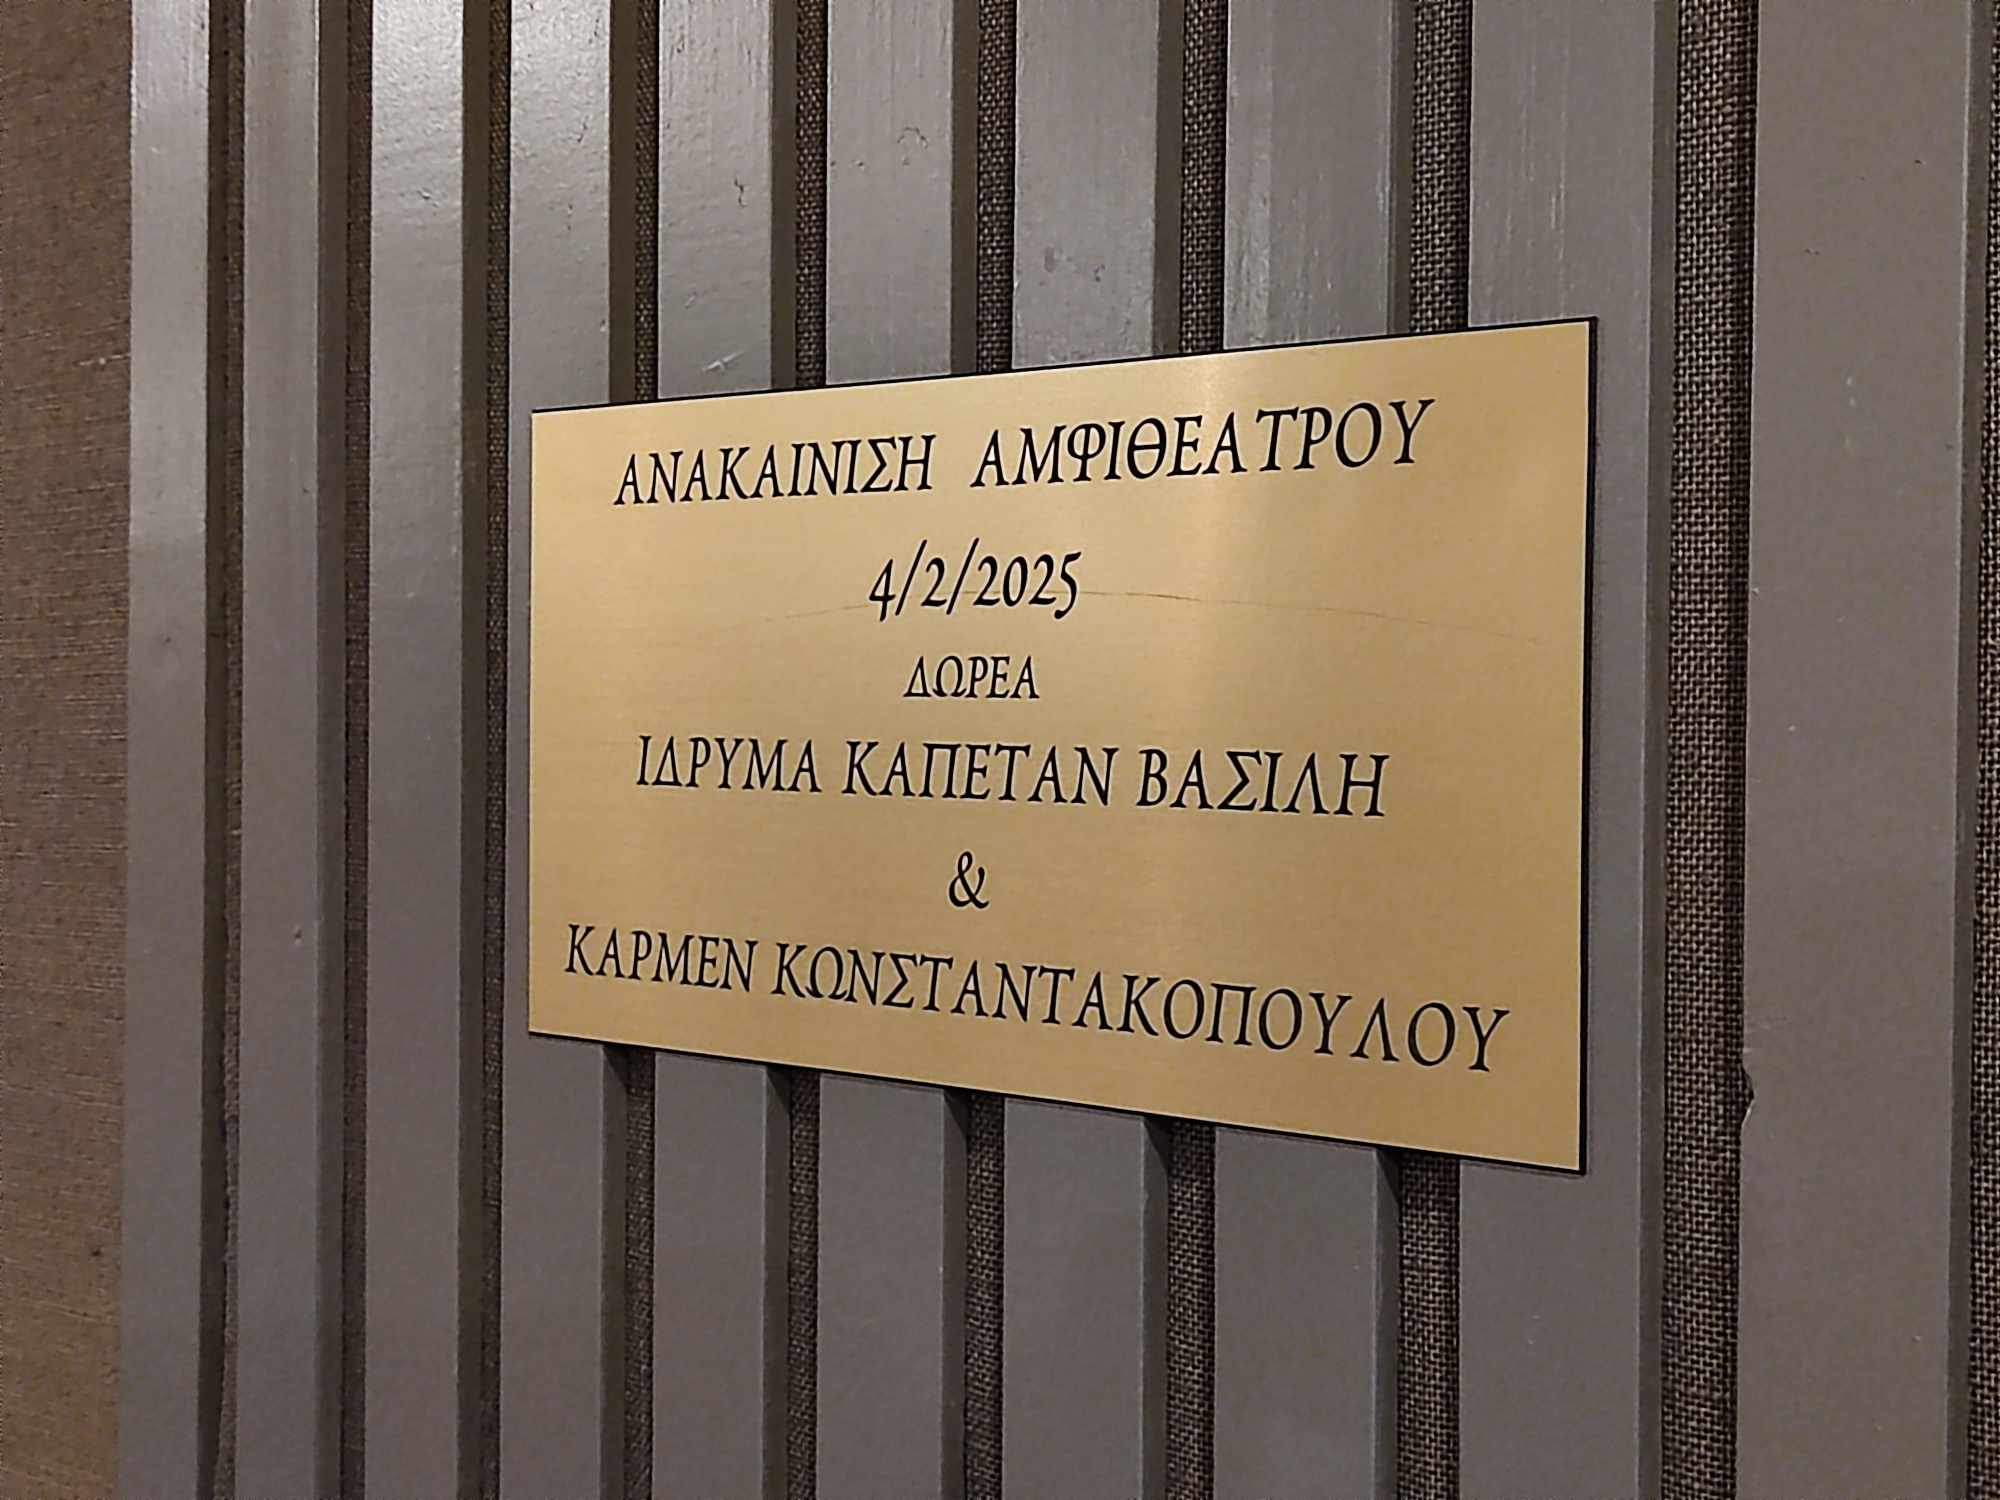 ΑΝΑΚΑΙΝΙΣΗ ΑΜΦΙΘΕΑΤΡΟΥ
4/2/2025
ΔΩΡΕΑ
ΙΔΡΥΜΑ ΚΑΠΕΤΑΝ ΒΑΣΙΛΗ
&
ΚΑΡΜΕΝ ΚΩΝΣΤΑΝΤΑΚΟΠΟΥΛΟΥ